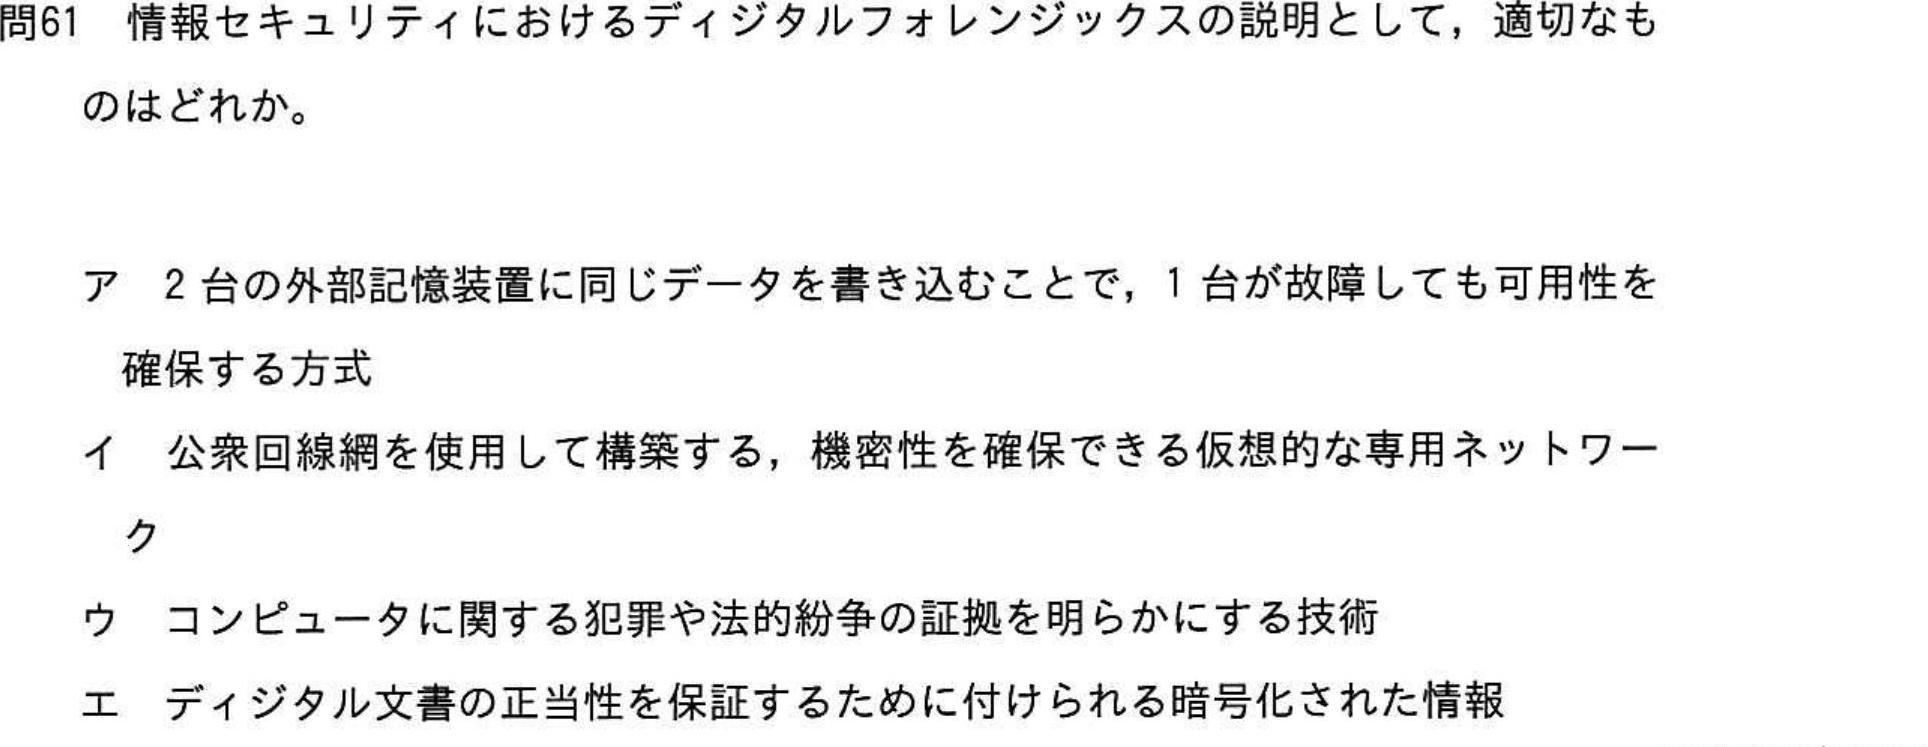 問61　情報セキュリティにおけるディジタルフォレンジックスの説明として，適切なも
のはどれか。
ア　2 台の外部記憶装置に同じデータを書き込むことで，1 台が故障しても可用性を
確保する方式
イ　公衆回線網を使用して構築する，機密性を確保できる仮想的な専用ネットワー
ク
ウ　コンピュータに関する犯罪や法的紛争の証拠を明らかにする技術
エ　ディジタル文書の正当性を保証するために付けられる暗号化された情報